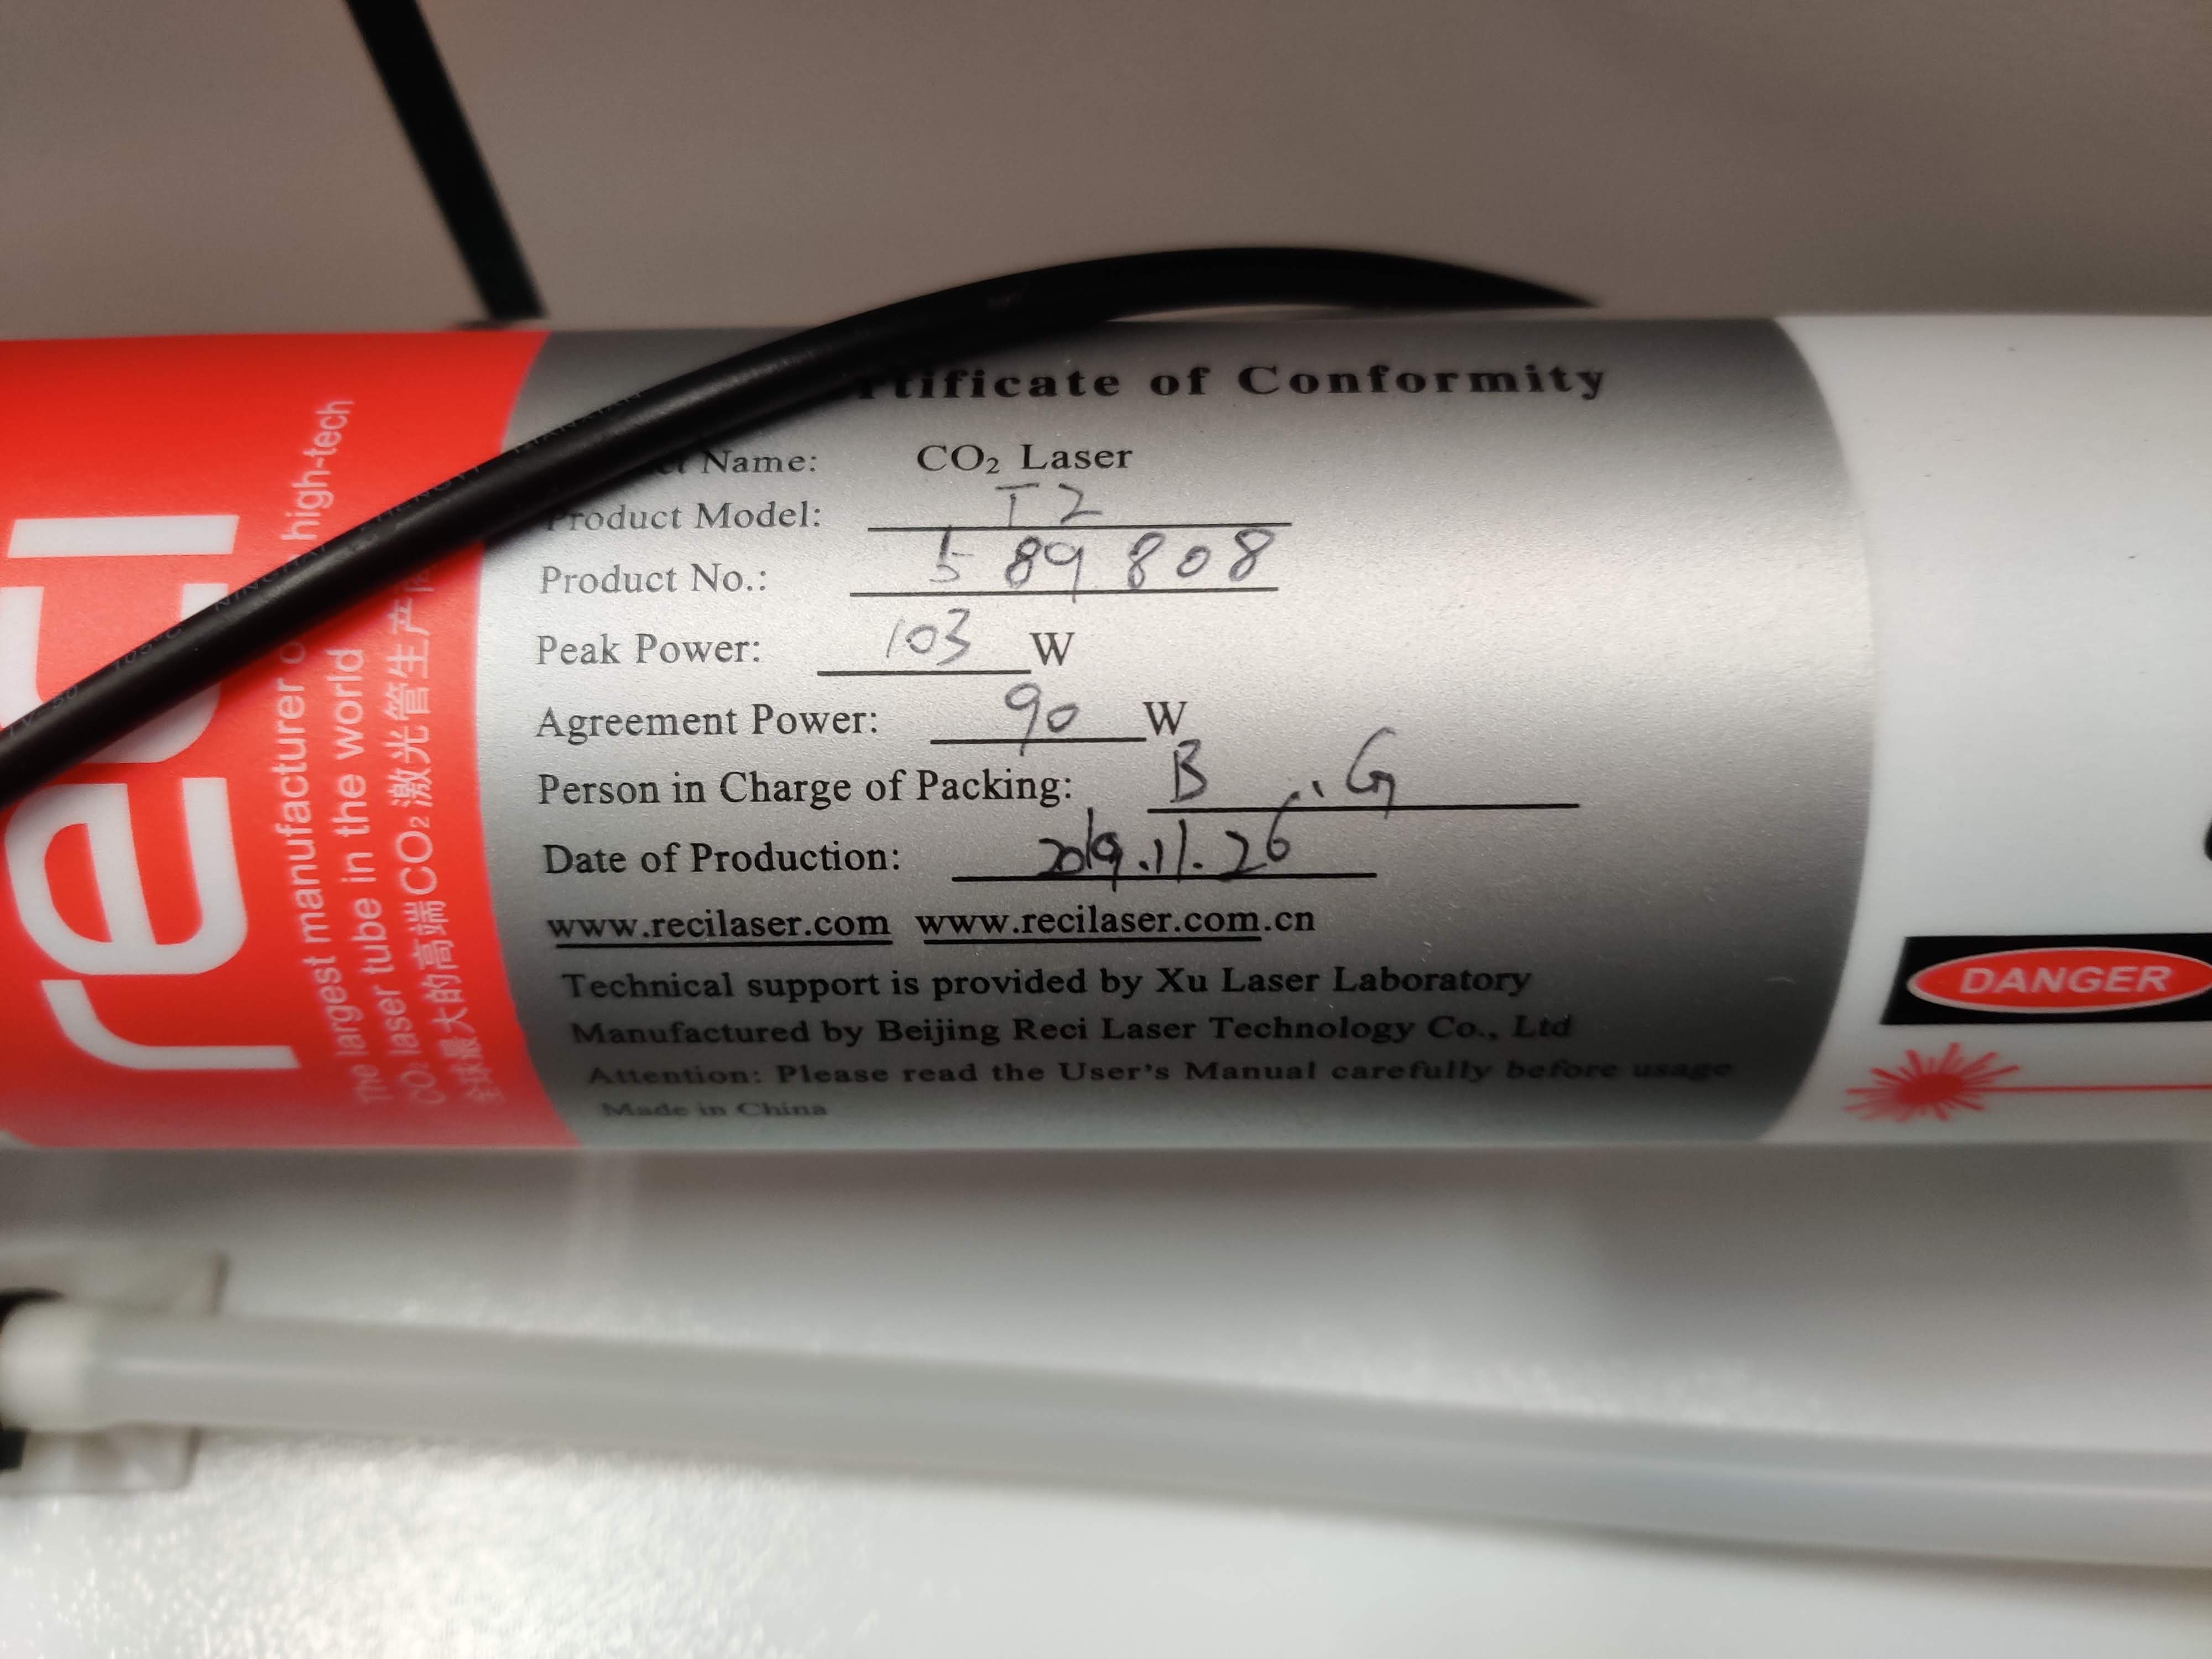 reci
The largest manufacturer high-tech
CO₂ laser tube in the world
全球最大的高端CO₂激光管生产
of Conformity
Name: CO₂ Laser
Product Model: T2
Product No.: 589808
Peak Power: 103 W
Agreement Power: 90 W
Person in Charge of Packing: B..G
Date of Production: 2019.11.26
www.recilaser.com www.recilaser.com.cn
Technical support is provided by Xu Laser Laboratory
Manufactured by Beijing Reci Laser Technology Co., Ltd
Attention: Please read the User's Manual carefully before usage
Made in China
DANGER